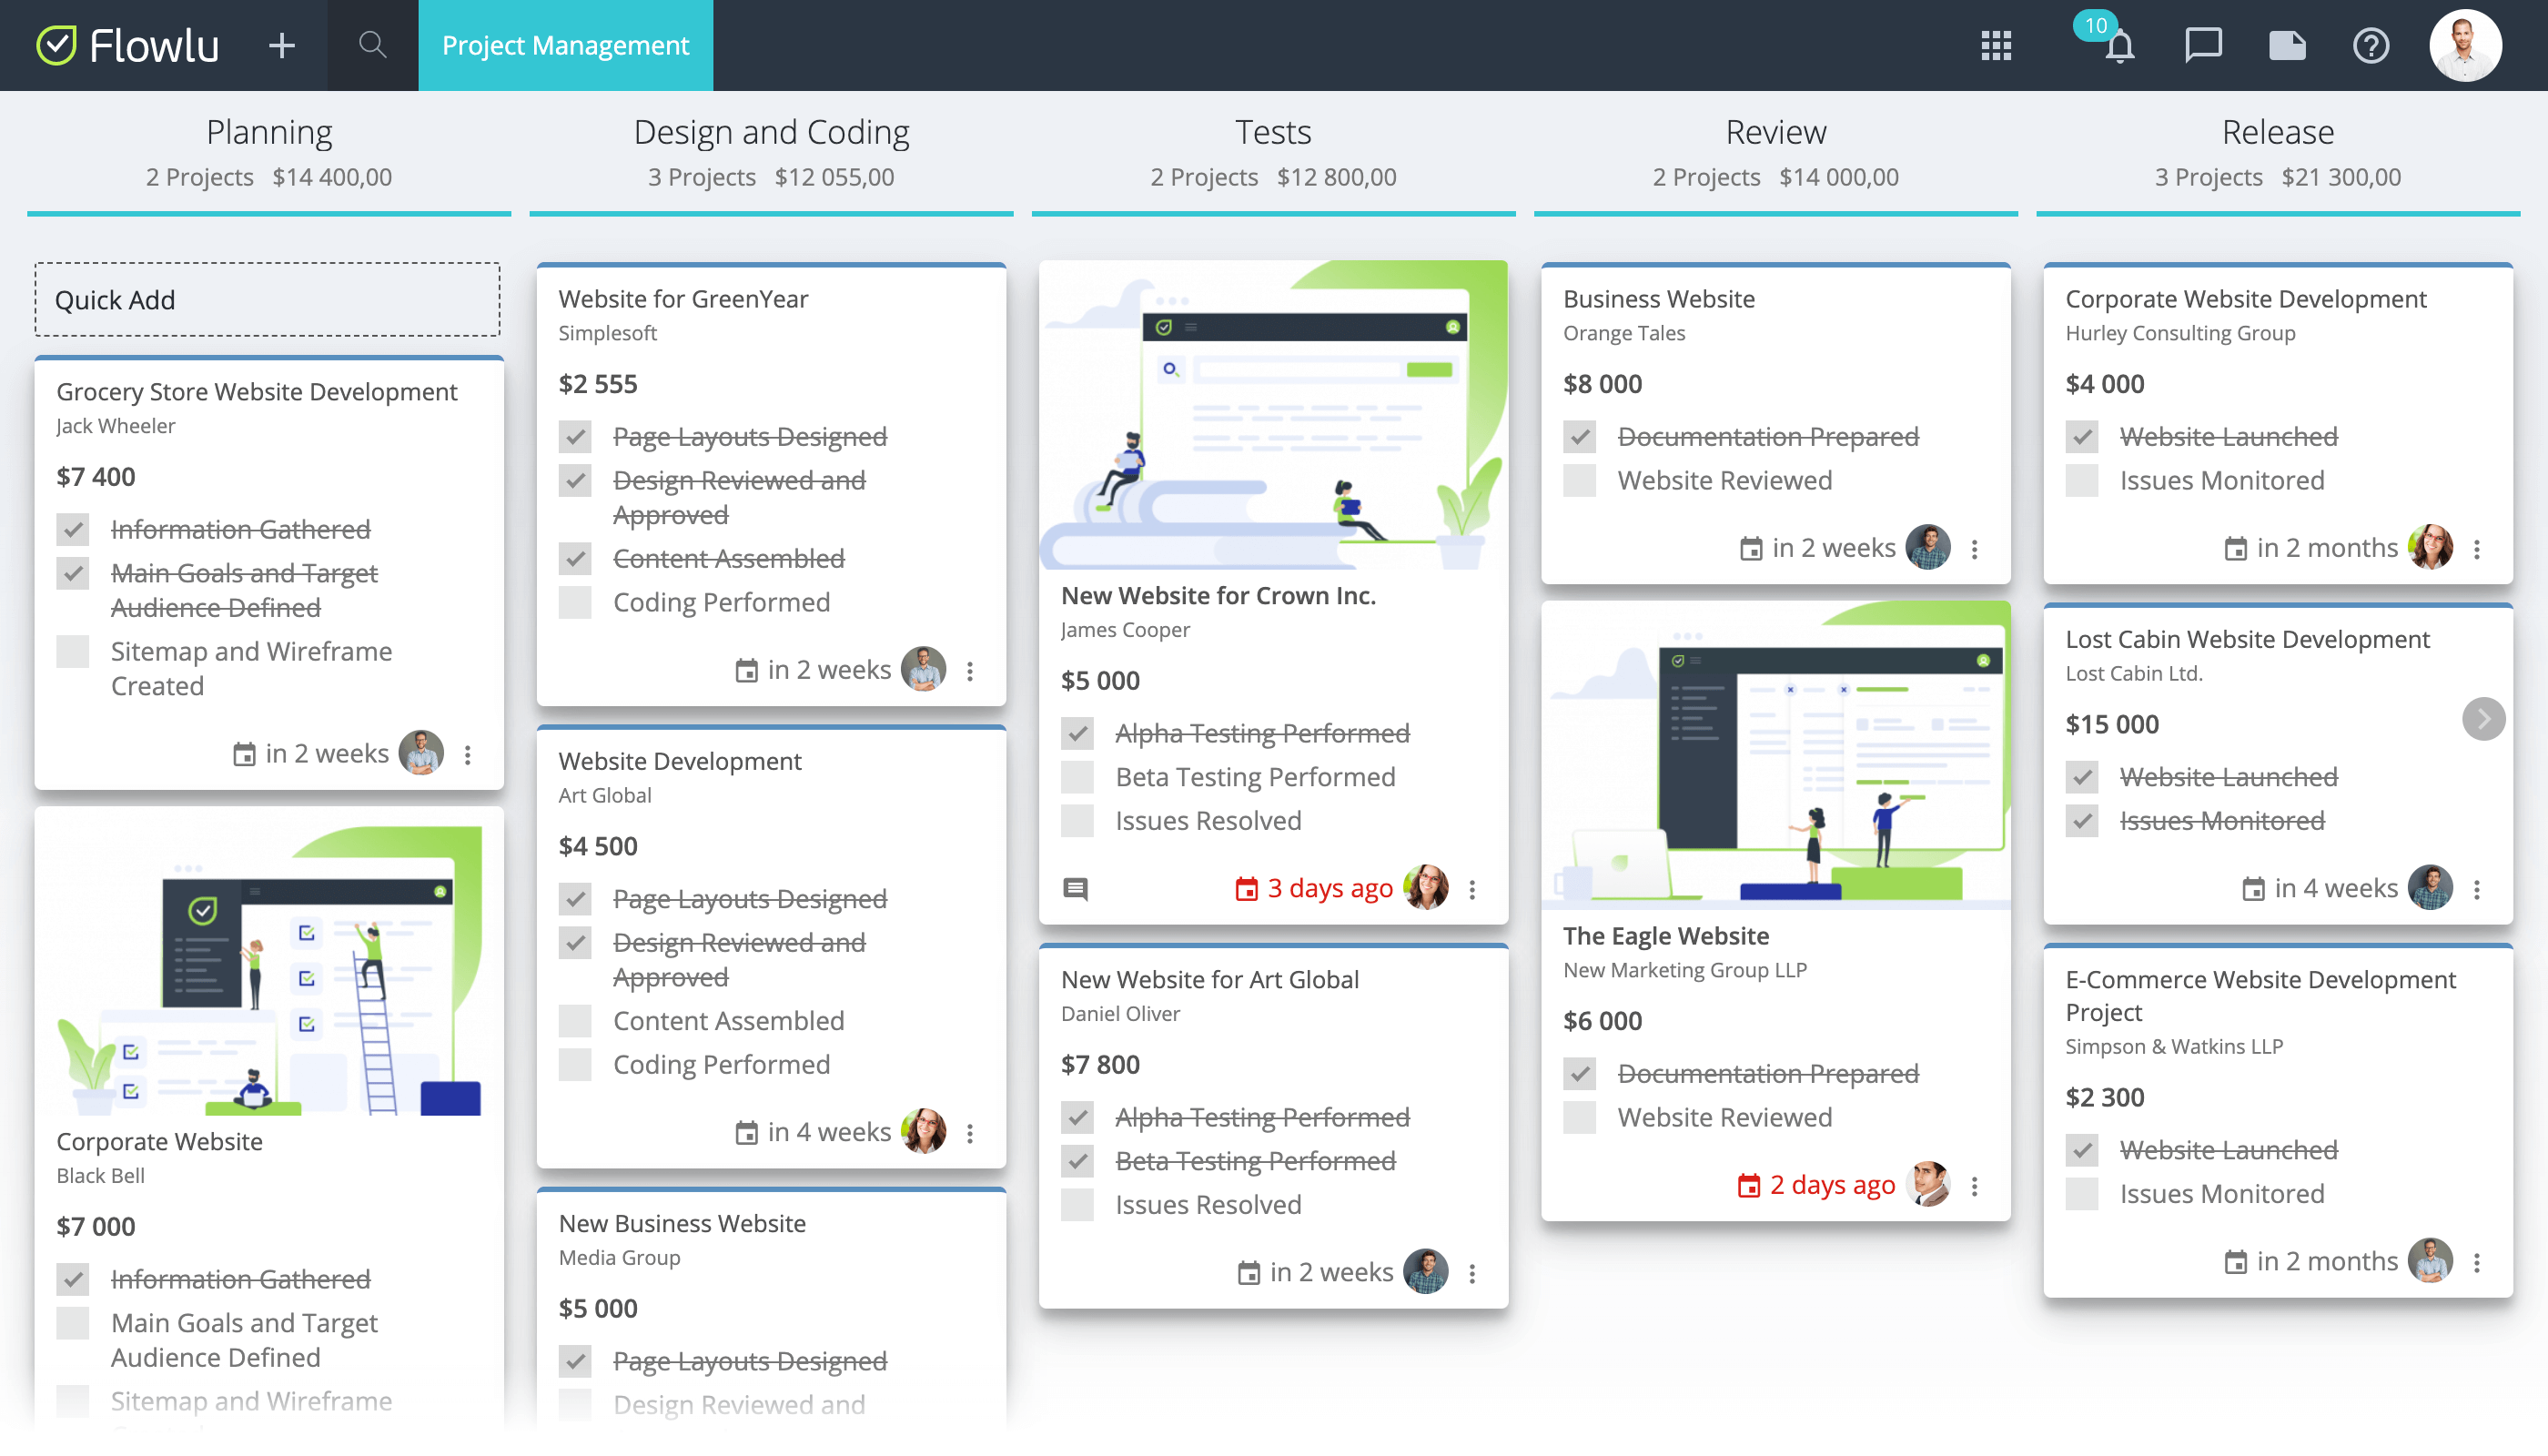 Flowlu
Project Management
10
Planning
2 Projects $14 400,00
Design and Coding
3 Projects $12 055,00
Tests
2 Projects $12 800,00
Review
2 Projects $14 000,00
Release
3 Projects $21 300,00
Quick Add
Grocery Store Website Development
Jack Wheeler
$7 400
Information Gathered
Main Goals and Target
Audience Defined
Sitemap and Wireframe
Created
in 2 weeks
Corporate Website
Black Bell
$7 000
Information Gathered
Main Goals and Target
Audience Defined
Sitemap and Wireframe
Website for GreenYear
Simplesoft
$2 555
Page Layouts Designed
Design Reviewed and
Approved
Content Assembled
Coding Performed
in 2 weeks
Website Development
Art Global
$4 500
Page Layouts Designed
Design Reviewed and
Approved
Content Assembled
Coding Performed
in 4 weeks
New Business Website
Media Group
$5 000
Page Layouts Designed
Design Reviewed and
New Website for Crown Inc.
James Cooper
$5 000
Alpha Testing Performed
Beta Testing Performed
Issues Resolved
3 days ago
New Website for Art Global
Daniel Oliver
$7 800
Alpha Testing Performed
Beta Testing Performed
Issues Resolved
in 2 weeks
Business Website
Orange Tales
$8 000
Documentation Prepared
Website Reviewed
in 2 weeks
The Eagle Website
New Marketing Group LLP
$6 000
Documentation Prepared
Website Reviewed
2 days ago
Corporate Website Development
Hurley Consulting Group
$4 000
Website Launched
Issues Monitored
in 2 months
Lost Cabin Website Development
Lost Cabin Ltd.
$15 000
Website Launched
Issues Monitored
in 4 weeks
E-Commerce Website Development
Project
Simpson & Watkins LLP
$2 300
Website Launched
Issues Monitored
in 2 months